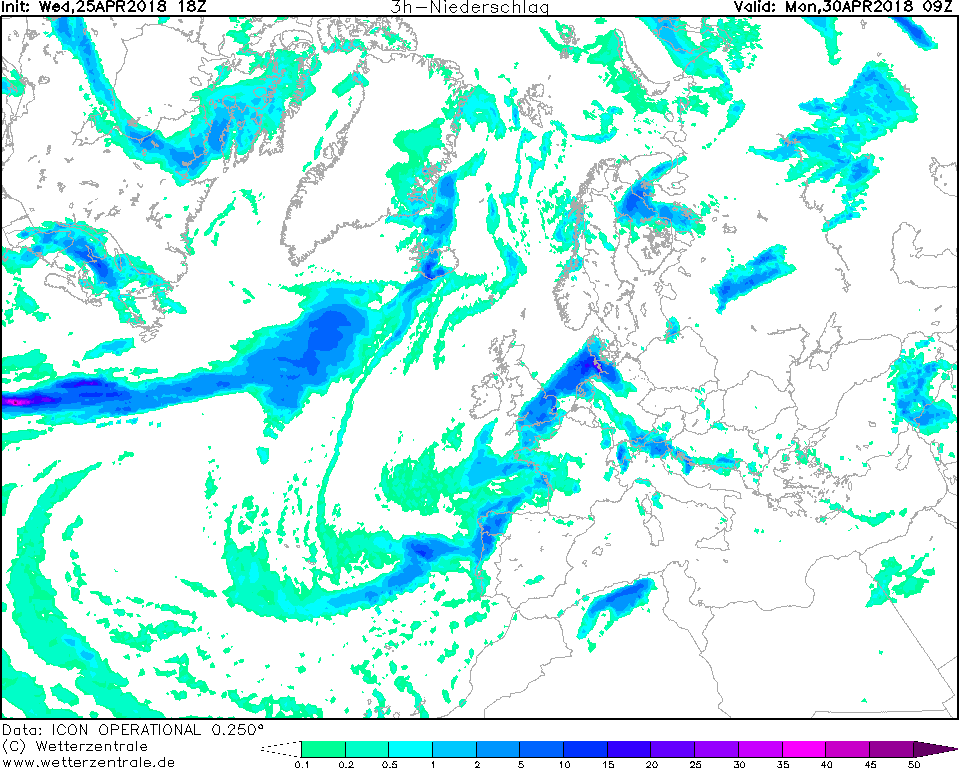 Init: Wed,25APR2018 18Z 3h-Niederschlag Valid: Mon,30APR2018 09Z
Data: ICON OPERATIONAL 0.250°
(C) Wetterzentrale
www.wetterzentrale.de
0.1 0.2 0.5 1 2 5 10 15 20 25 30 35 40 45 50